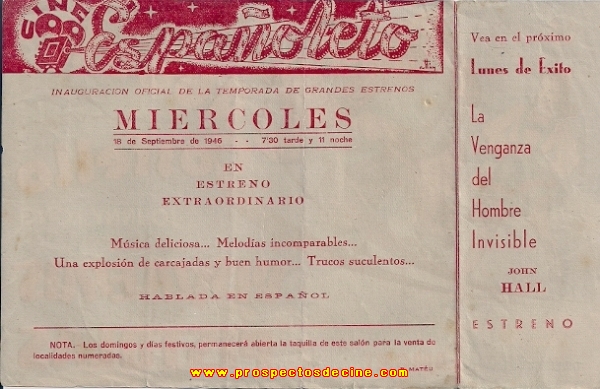 CINE
Españoleto
INAUGURACION OFICIAL DE LA TEMPORADA DE GRANDES ESTRENOS
MIERCOLES
18 de Septiembre de 1946 - - 7'30 tarde y 11 noche
EN
ESTRENO
EXTRAORDINARIO
Música deliciosa... Melodías incomparables...
Una explosión de carcajadas y buen humor... Trucos suculentos...
HABLADA EN ESPAÑOL
NOTA. - Los domingos y días festivos, permanecerá abierta la taquilla de este salón para la venta de
localidades numeradas.
MATÉU
Vea en el próximo
Lunes de Exito
La
Venganza
del
Hombre
Invisible
JOHN
HALL
ESTRENO
www.prospectosdecine.com